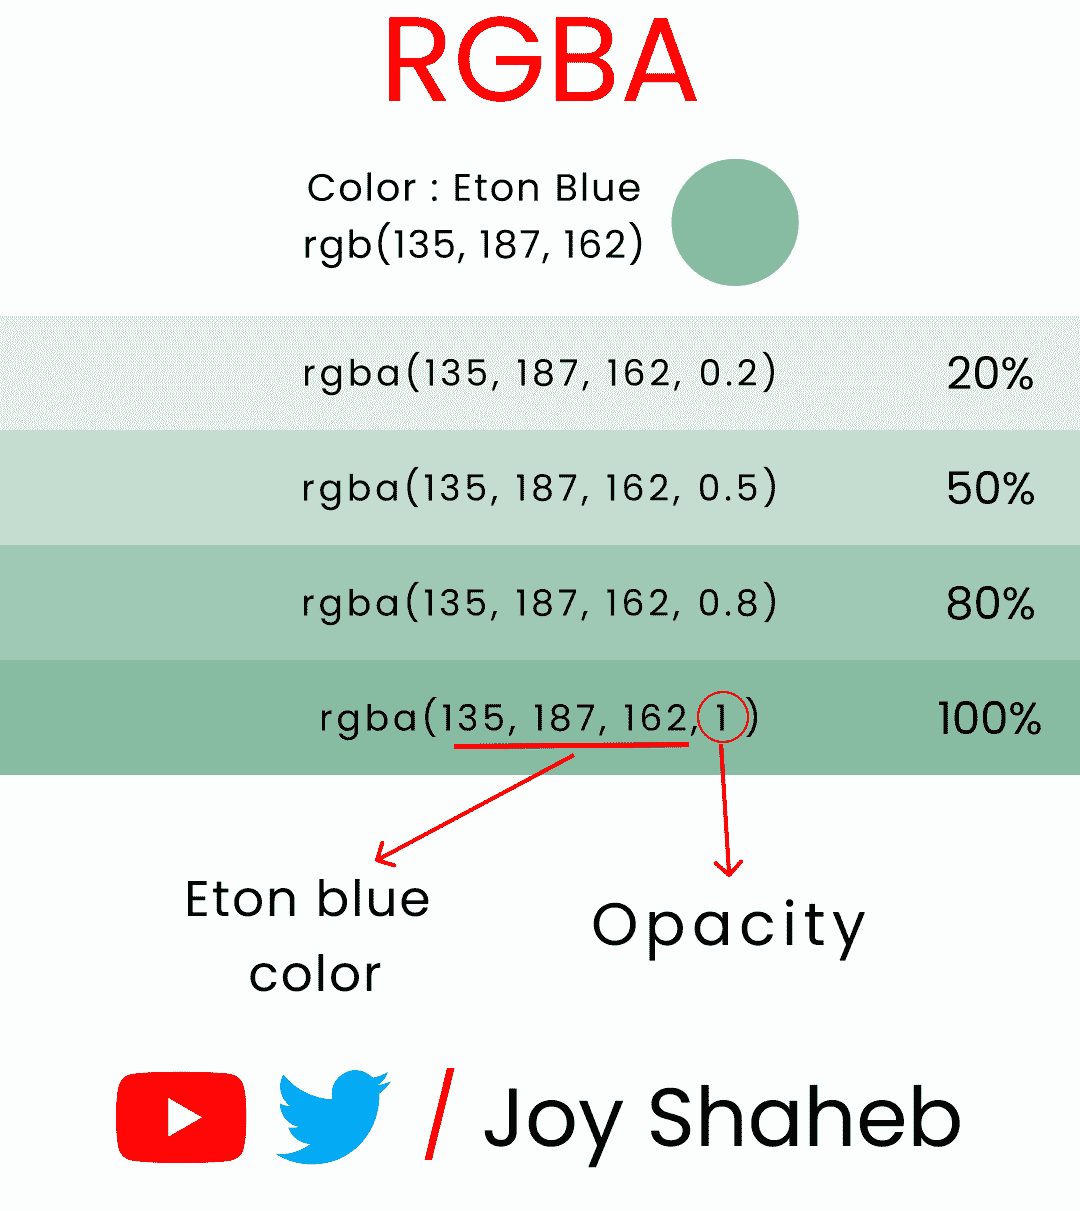 RGBA
Color : Eton Blue
rgb(135, 187, 162)
rgba(135, 187, 162, 0.2) 20%
rgba(135, 187, 162, 0.5) 50%
rgba(135, 187, 162, 0.8) 80%
rgba(135, 187, 162, 1 ) 100%
Eton blue
color
Opacity
/ Joy Shaheb